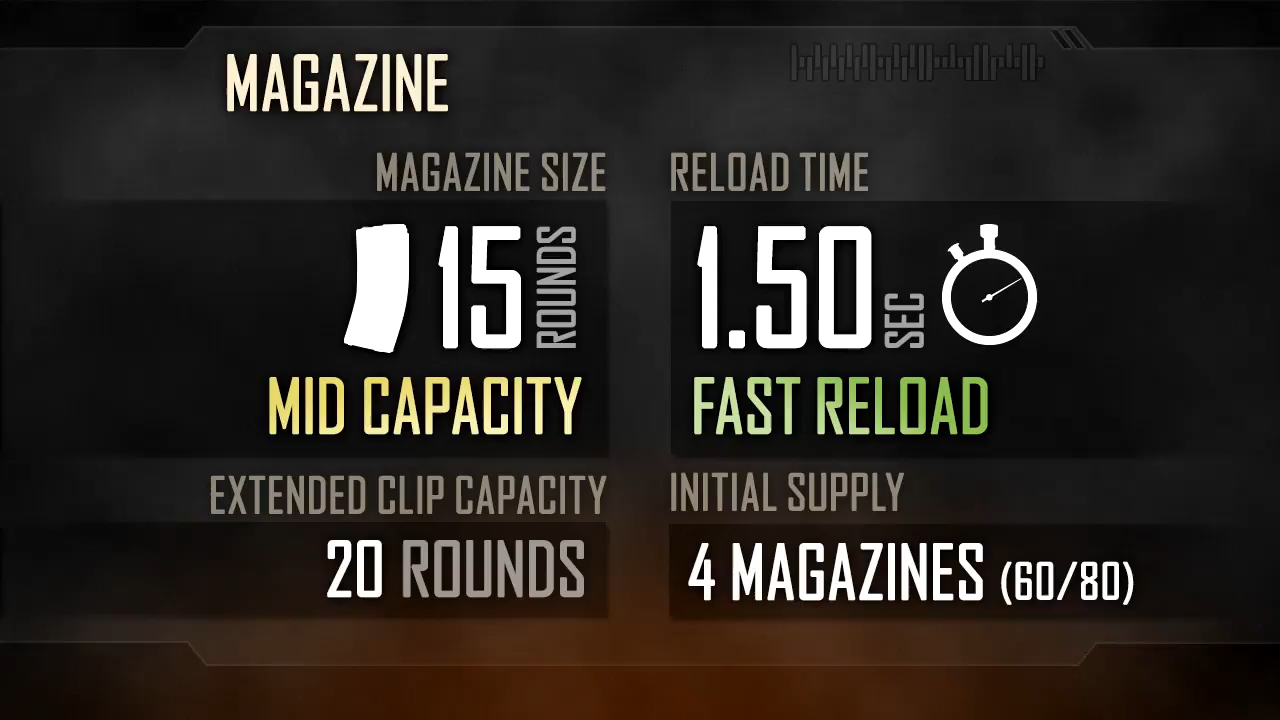 MAGAZINE
MAGAZINE SIZE
15 ROUNDS
MID CAPACITY
RELOAD TIME
1.50 SEC
FAST RELOAD
EXTENDED CLIP CAPACITY
20 ROUNDS
INITIAL SUPPLY
4 MAGAZINES (60/80)